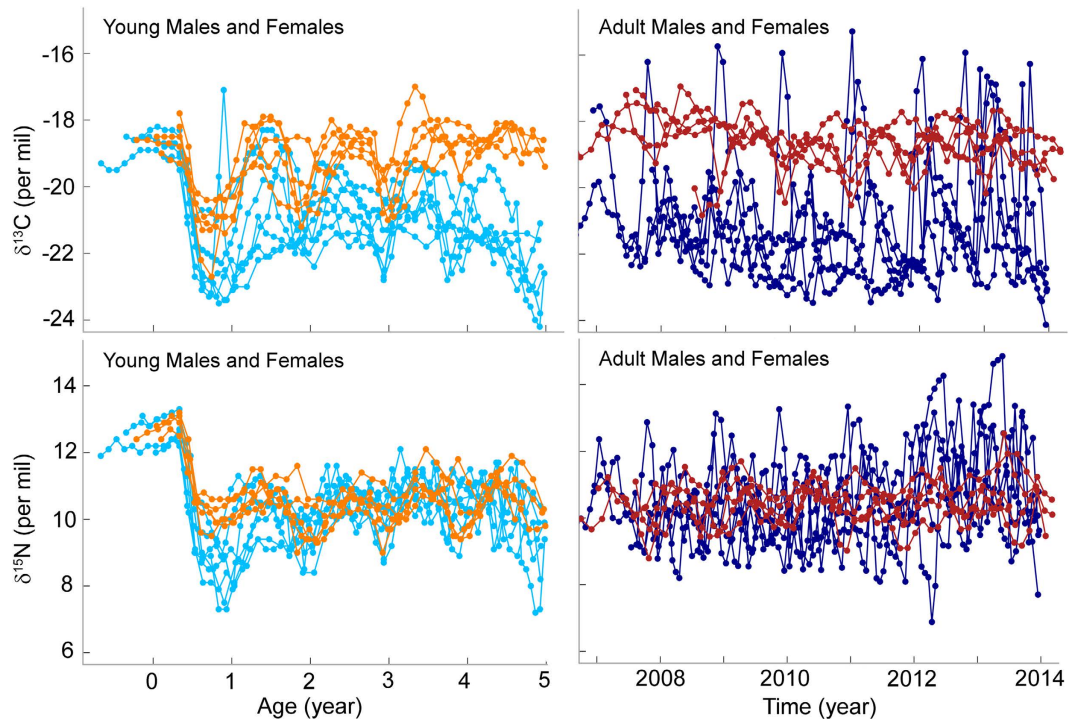 Young Males and Females
Adult Males and Females
-16
-18
-20
-22
-24
δ13C (per mil)
Young Males and Females
Adult Males and Females
14
12
10
8
6
δ15N (per mil)
0 1 2 3 4 5
2008 2010 2012 2014
Age (year)
Time (year)